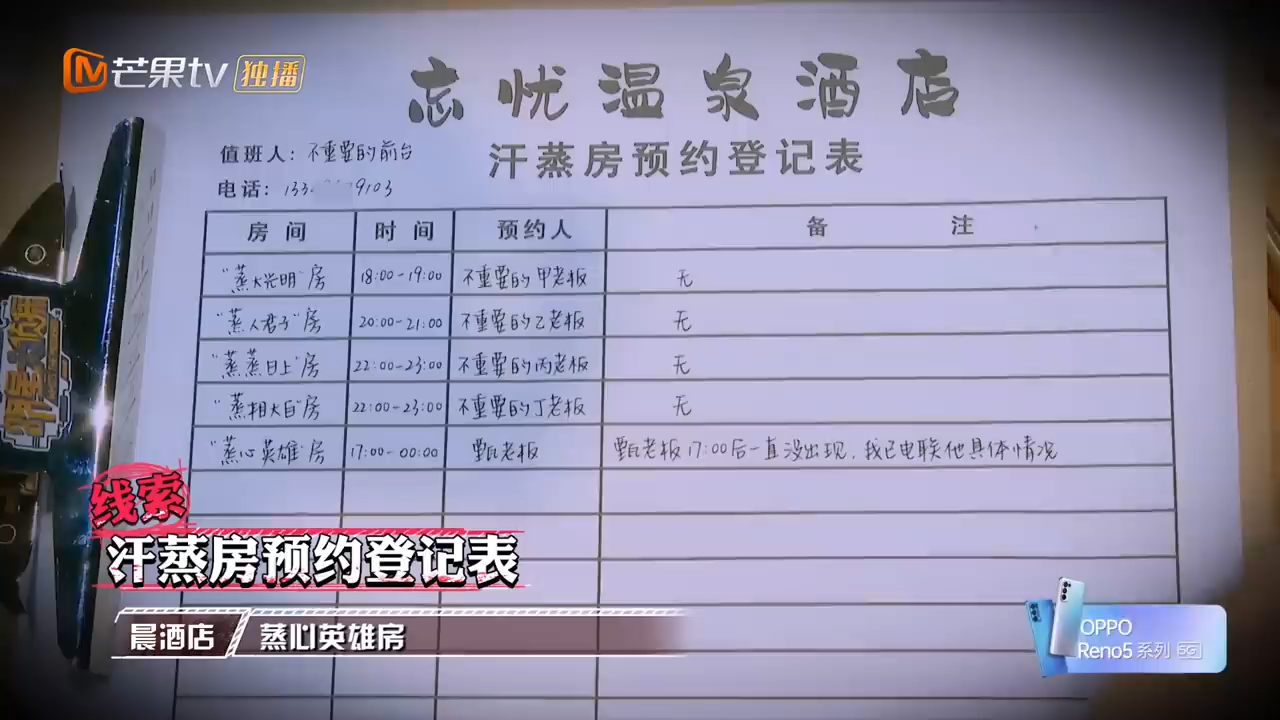 芒果TV 独播
忘忧温泉酒店
汗蒸房预约登记表
值班人：不重要的前台
电话：133 9103
房间 时间 预约人 备注
"蒸大光明"房 18:00-19:00 不重要的甲老板 无
"蒸人君子"房 20:00-21:00 不重要的乙老板 无
"蒸蒸日上"房 22:00-23:00 不重要的丙老板 无
"蒸相大白"房 22:00-23:00 不重要的丁老板 无
"蒸心英雄"房 17:00-00:00 甄老板 甄老板17:00后一直没出现，我已电联他具体情况
明星大侦探
线索
汗蒸房预约登记表
晨酒店 蒸心英雄房
OPPO
Reno5 系列 5G